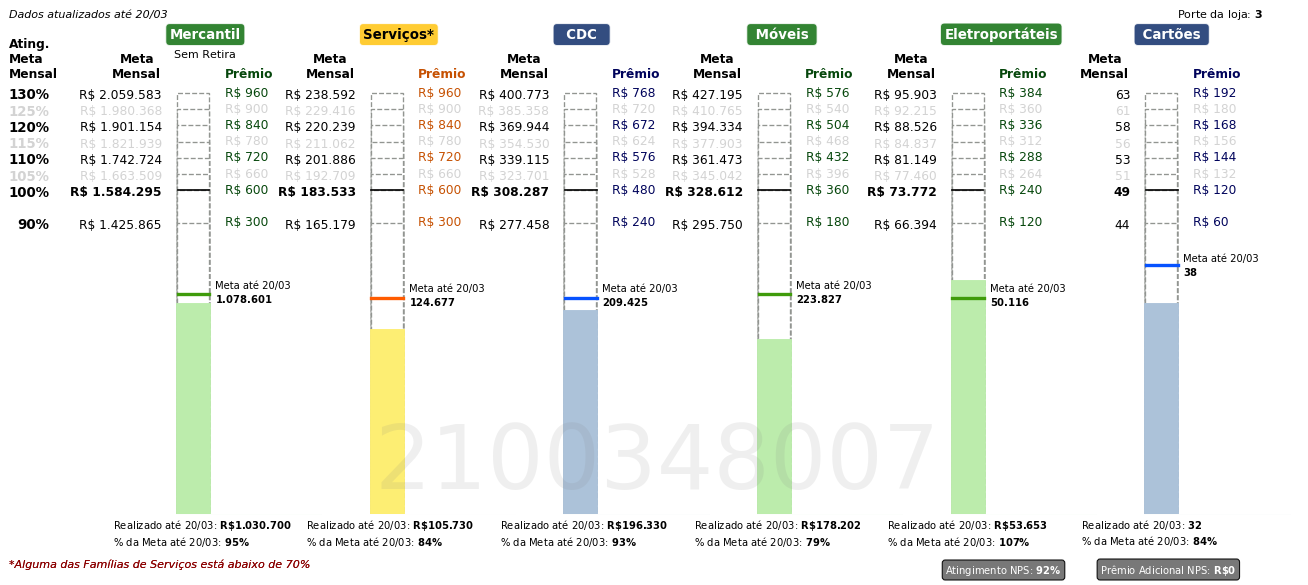 Dados atualizados até 20/03
Porte da loja: 3
Mercantil Serviços* CDC Móveis Eletroportáteis Cartões
Sem Retira
Ating. Meta Mensal Meta Mensal Prêmio Meta Mensal Prêmio Meta Mensal Prêmio Meta Mensal Prêmio Meta Mensal Prêmio Meta Mensal Prêmio
130% R$ 2.059.583 R$ 960 R$ 238.592 R$ 960 R$ 400.773 R$ 768 R$ 427.195 R$ 576 R$ 95.903 R$ 384 63 R$ 192
125% R$ 1.980.368 R$ 900 R$ 229.416 R$ 900 R$ 385.358 R$ 720 R$ 410.765 R$ 540 R$ 92.215 R$ 360 61 R$ 180
120% R$ 1.901.154 R$ 840 R$ 220.239 R$ 840 R$ 369.944 R$ 672 R$ 394.334 R$ 504 R$ 88.526 R$ 336 58 R$ 168
115% R$ 1.821.939 R$ 780 R$ 211.062 R$ 780 R$ 354.530 R$ 624 R$ 377.903 R$ 468 R$ 84.837 R$ 312 56 R$ 156
110% R$ 1.742.724 R$ 720 R$ 201.886 R$ 720 R$ 339.115 R$ 576 R$ 361.473 R$ 432 R$ 81.149 R$ 288 53 R$ 144
105% R$ 1.663.509 R$ 660 R$ 192.709 R$ 660 R$ 323.701 R$ 528 R$ 345.042 R$ 396 R$ 77.460 R$ 264 51 R$ 132
100% R$ 1.584.295 R$ 600 R$ 183.533 R$ 600 R$ 308.287 R$ 480 R$ 328.612 R$ 360 R$ 73.772 R$ 240 49 R$ 120
90% R$ 1.425.865 R$ 300 R$ 165.179 R$ 300 R$ 277.458 R$ 240 R$ 295.750 R$ 180 R$ 66.394 R$ 120 44 R$ 60
Meta até 20/03 Meta até 20/03 Meta até 20/03 Meta até 20/03 Meta até 20/03 Meta até 20/03
1.078.601 124.677 209.425 223.827 50.116 38
2100348007
Realizado até 20/03: R$1.030.700 Realizado até 20/03: R$105.730 Realizado até 20/03: R$196.330 Realizado até 20/03: R$178.202 Realizado até 20/03: R$53.653 Realizado até 20/03: 32
% da Meta até 20/03: 95% % da Meta até 20/03: 84% % da Meta até 20/03: 93% % da Meta até 20/03: 79% % da Meta até 20/03: 107% % da Meta até 20/03: 84%
*Alguma das Famílias de Serviços está abaixo de 70%
Atingimento NPS: 92% Prêmio Adicional NPS: R$0